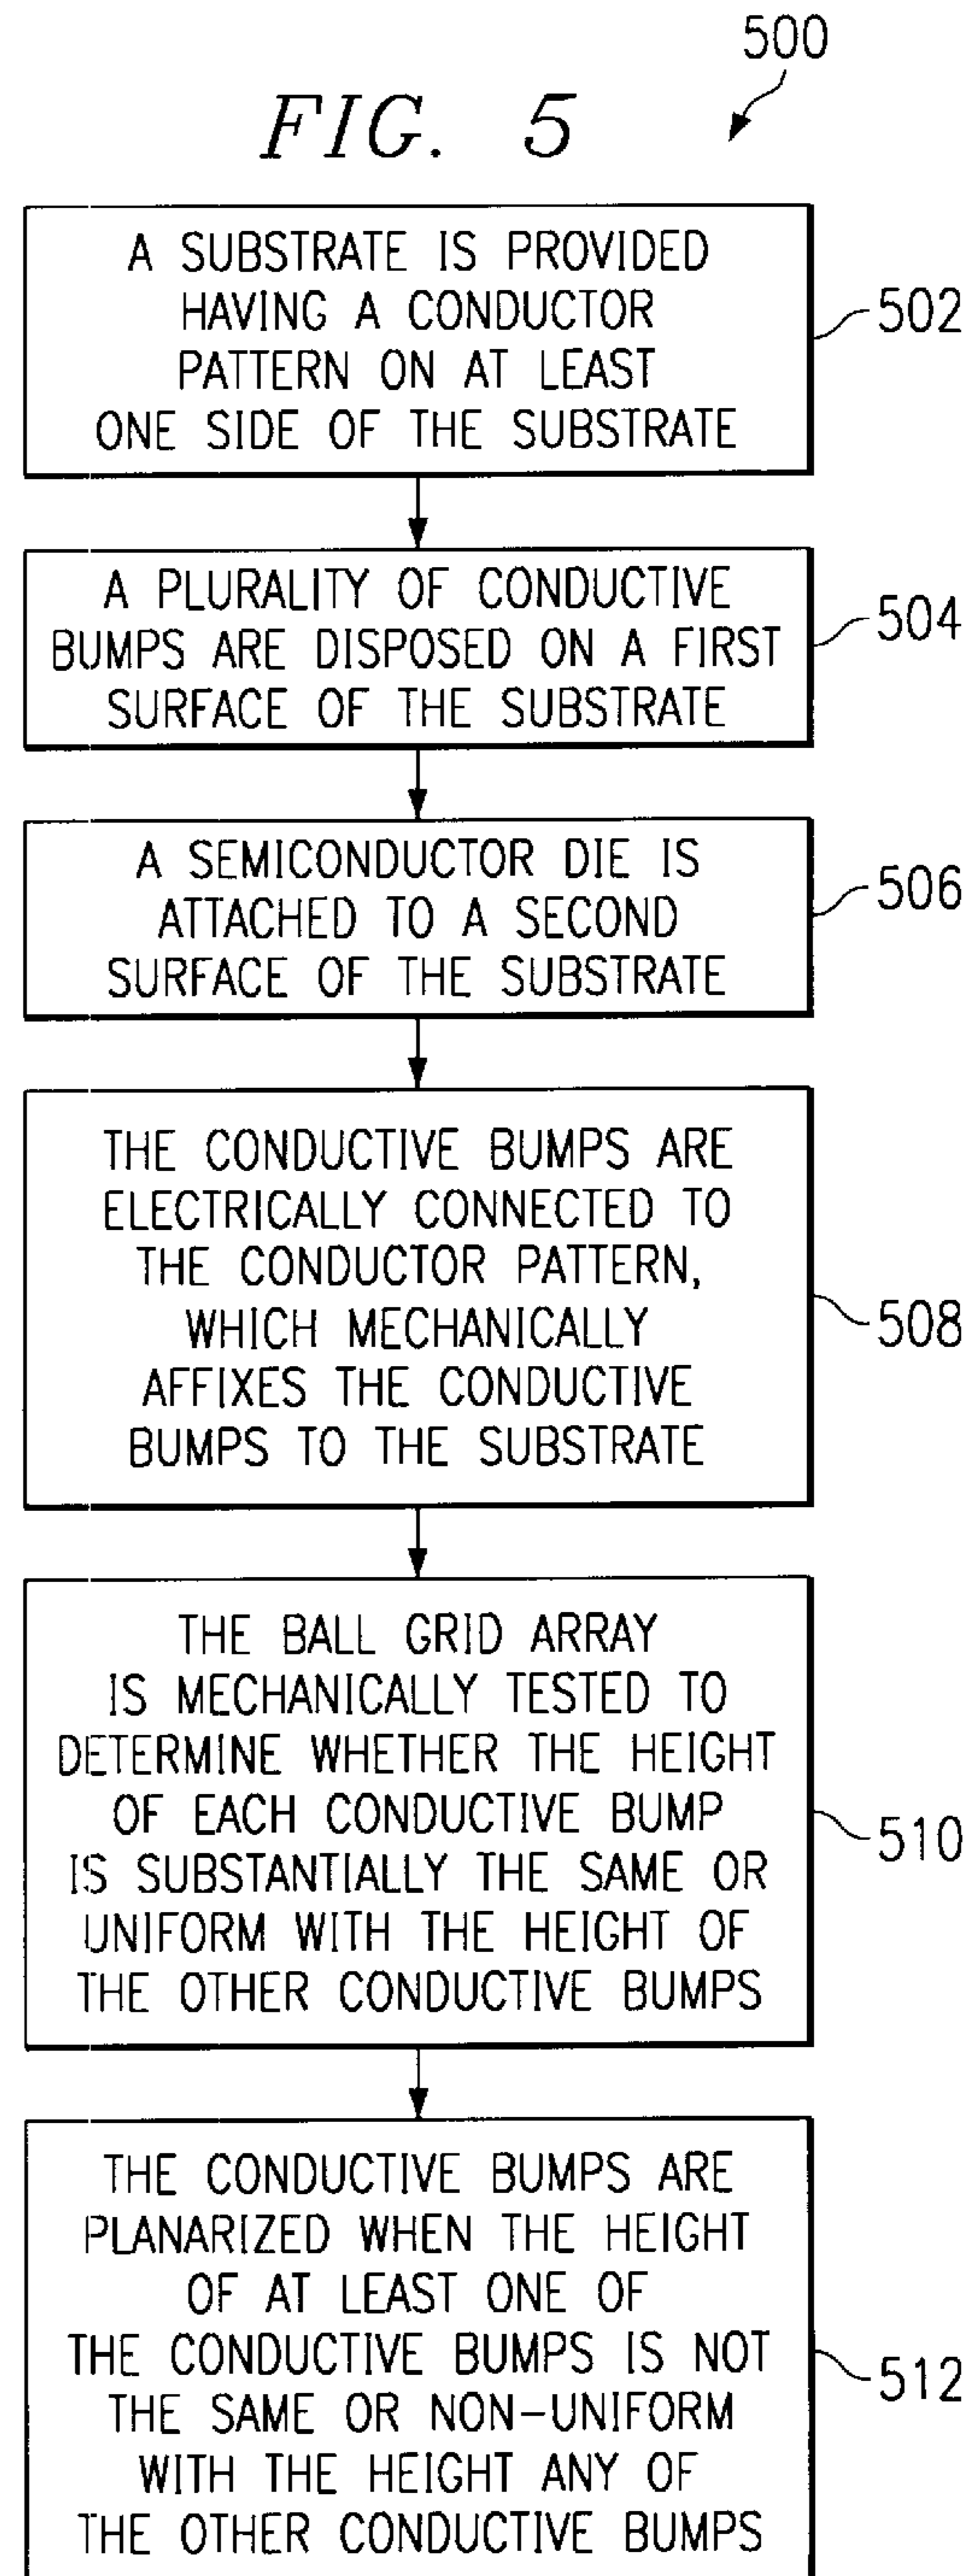 500
FIG. 5
A SUBSTRATE IS PROVIDED
HAVING A CONDUCTOR
PATTERN ON AT LEAST
ONE SIDE OF THE SUBSTRATE
502
A PLURALITY OF CONDUCTIVE
BUMPS ARE DISPOSED ON A FIRST
SURFACE OF THE SUBSTRATE
504
A SEMICONDUCTOR DIE IS
ATTACHED TO A SECOND
SURFACE OF THE SUBSTRATE
506
THE CONDUCTIVE BUMPS ARE
ELECTRICALLY CONNECTED TO
THE CONDUCTOR PATTERN,
WHICH MECHANICALLY
AFFIXES THE CONDUCTIVE
BUMPS TO THE SUBSTRATE
508
THE BALL GRID ARRAY
IS MECHANICALLY TESTED TO
DETERMINE WHETHER THE HEIGHT
OF EACH CONDUCTIVE BUMP
IS SUBSTANTIALLY THE SAME OR
UNIFORM WITH THE HEIGHT OF
THE OTHER CONDUCTIVE BUMPS
510
THE CONDUCTIVE BUMPS ARE
PLANARIZED WHEN THE HEIGHT
OF AT LEAST ONE OF
THE CONDUCTIVE BUMPS IS NOT
THE SAME OR NON-UNIFORM
WITH THE HEIGHT ANY OF
THE OTHER CONDUCTIVE BUMPS
512